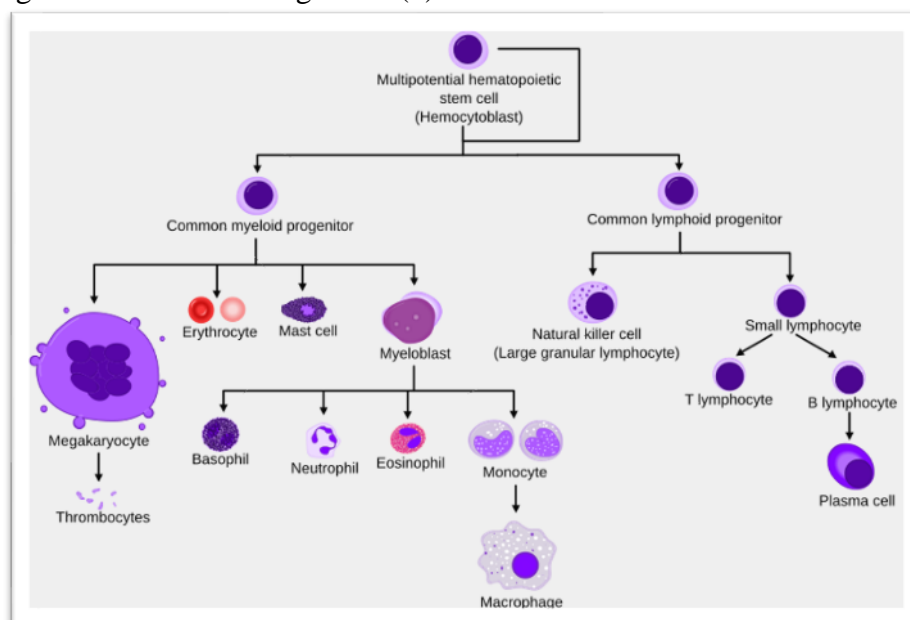 Multipotential hematopoietic
stem cell
(Hemocytoblast)
Common myeloid progenitor
Common lymphoid progenitor
Erythrocyte
Mast cell
Myeloblast
Natural killer cell
(Large granular lymphocyte)
Small lymphocyte
T lymphocyte
B lymphocyte
Megakaryocyte
Basophil
Neutrophil
Eosinophil
Monocyte
Plasma cell
Thrombocytes
Macrophage